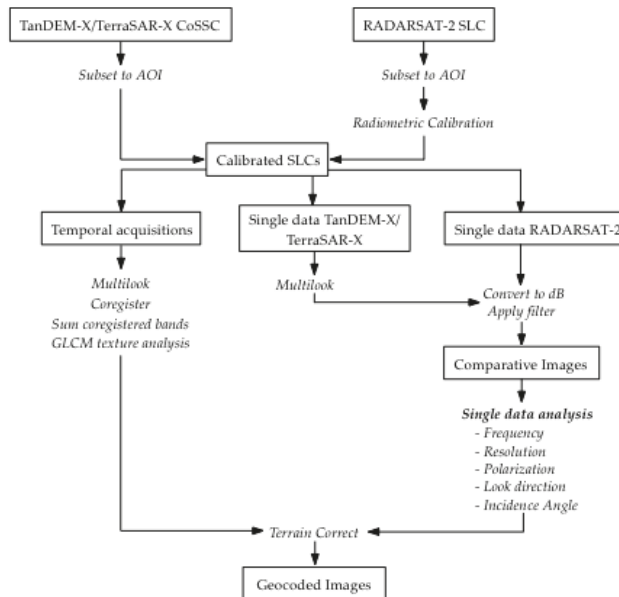 TanDEM-X/TerraSAR-X CoSSC
RADARSAT-2 SLC
Subset to AOI
Subset to AOI
Radiometric Calibration
Calibrated SLCs
Temporal acquisitions
Single data TanDEM-X/
TerraSAR-X
Single data RADARSAT-2
Multilook
Coregister
Sum coregistered bands
GLCM texture analysis
Multilook
Convert to dB
Apply filter
Comparative Images
Single data analysis
- Frequency
- Resolution
- Polarization
- Look direction
- Incidence Angle
Terrain Correct
Geocoded Images